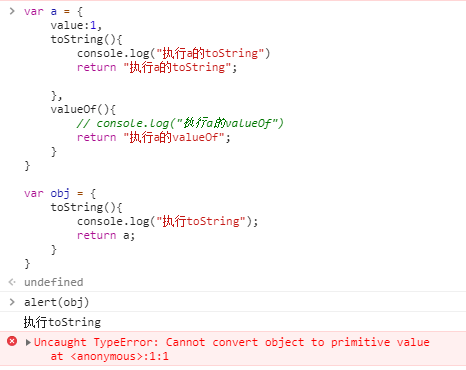 var a = {
value:1,
toString(){
console.log("执行a的toString")
return "执行a的toString";
},
valueOf(){
// console.log("执行a的valueOf")
return "执行a的valueOf";
}
}
var obj = {
toString(){
console.log("执行toString");
return a;
}
}
undefined
alert(obj)
执行toString
Uncaught TypeError: Cannot convert object to primitive value
at <anonymous>:1:1